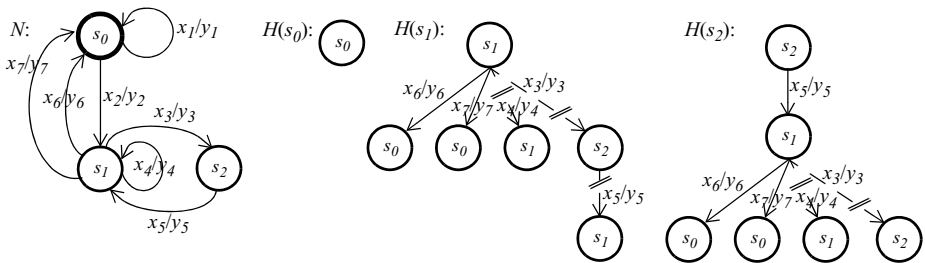 N:
s0
x1/y1
x7/y7
x6/y6
x2/y2
x3/y3
s1
x4/y4
s2
x5/y5
H(s0):
s0
H(s1):
s1
x6/y6
x7/y7
x4/y4
x3/y3
s0
s0
s1
s2
x5/y5
s1
H(s2):
s2
x5/y5
s1
x6/y6
x7/y7
x4/y4
x3/y3
s0
s0
s1
s2